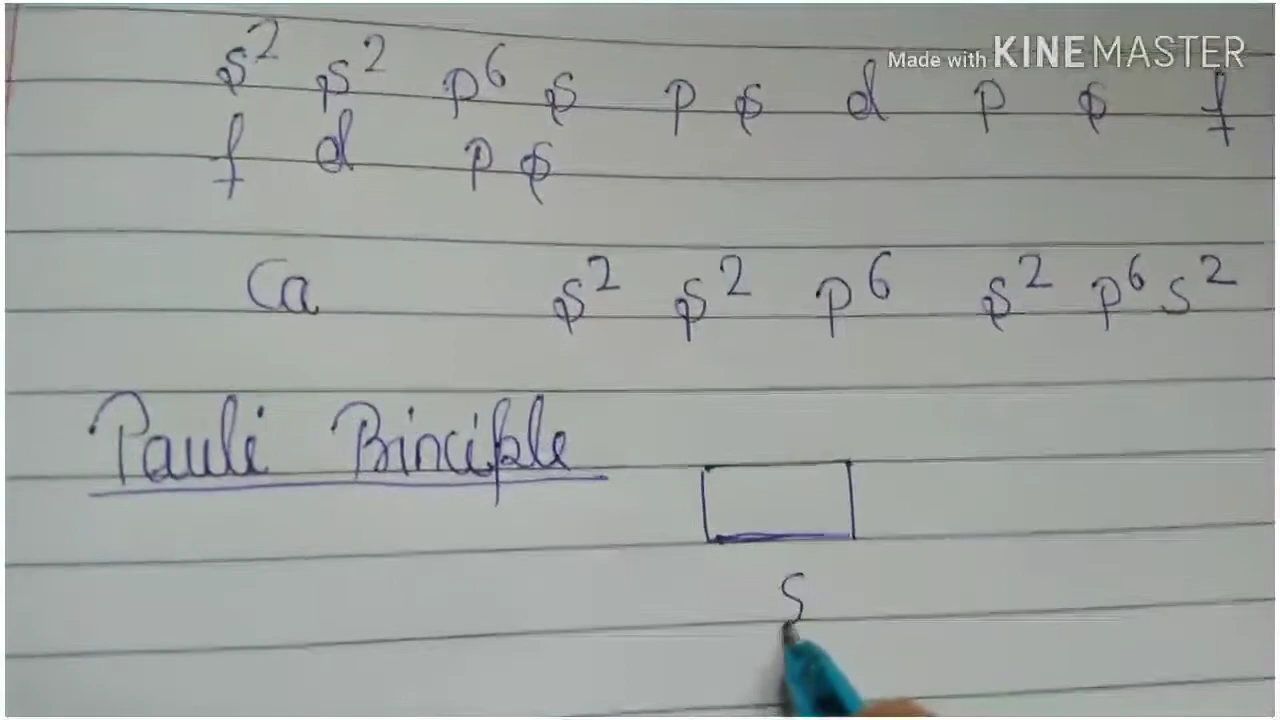 Made with KINEMASTER
s² s² p⁶ s p s d p s f
f d p s
Ca s² s² p⁶ s² p⁶ s²
Pauli Principle
s